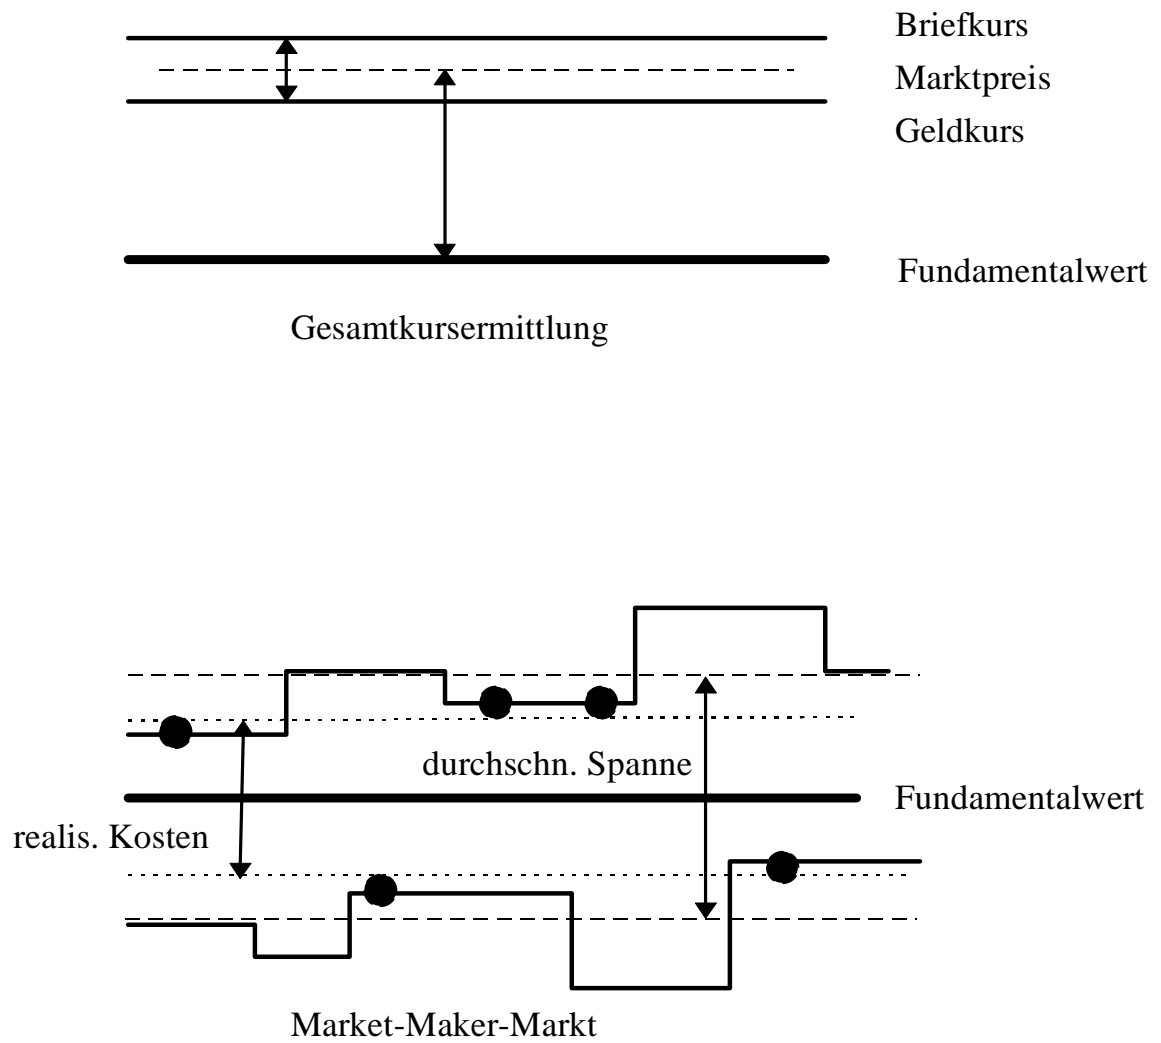 Briefkurs
Marktpreis
Geldkurs
Fundamentalwert
Gesamtkursermittlung
durchschn. Spanne
Fundamentalwert
realis. Kosten
Market-Maker-Markt